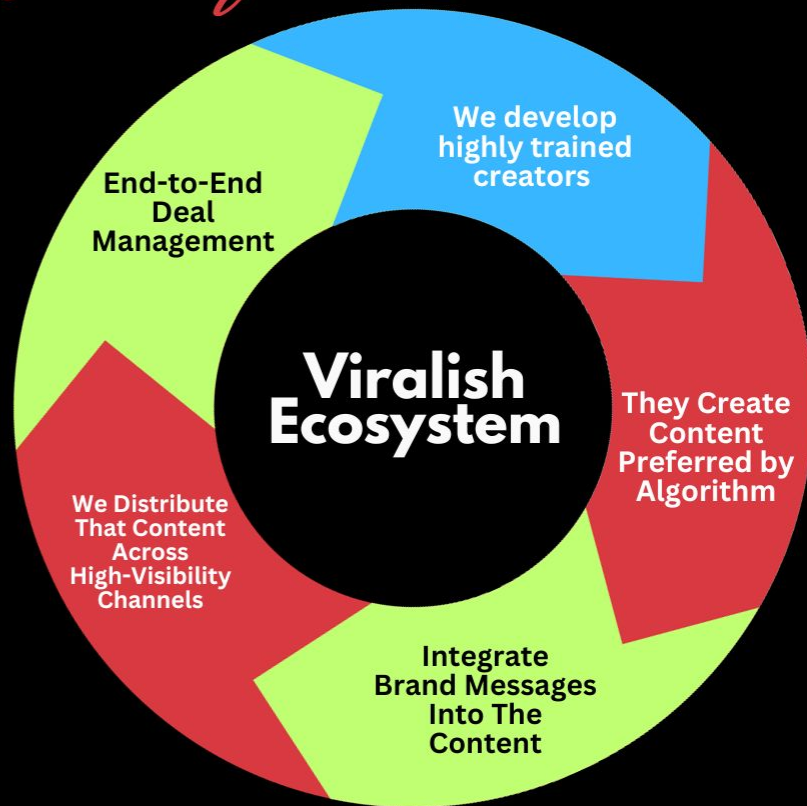 We develop
highly trained
creators
They Create
Content
Preferred by
Algorithm
Integrate
Brand Messages
Into The
Content
We Distribute
That Content
Across
High-Visibility
Channels
End-to-End
Deal
Management
Viralish
Ecosystem